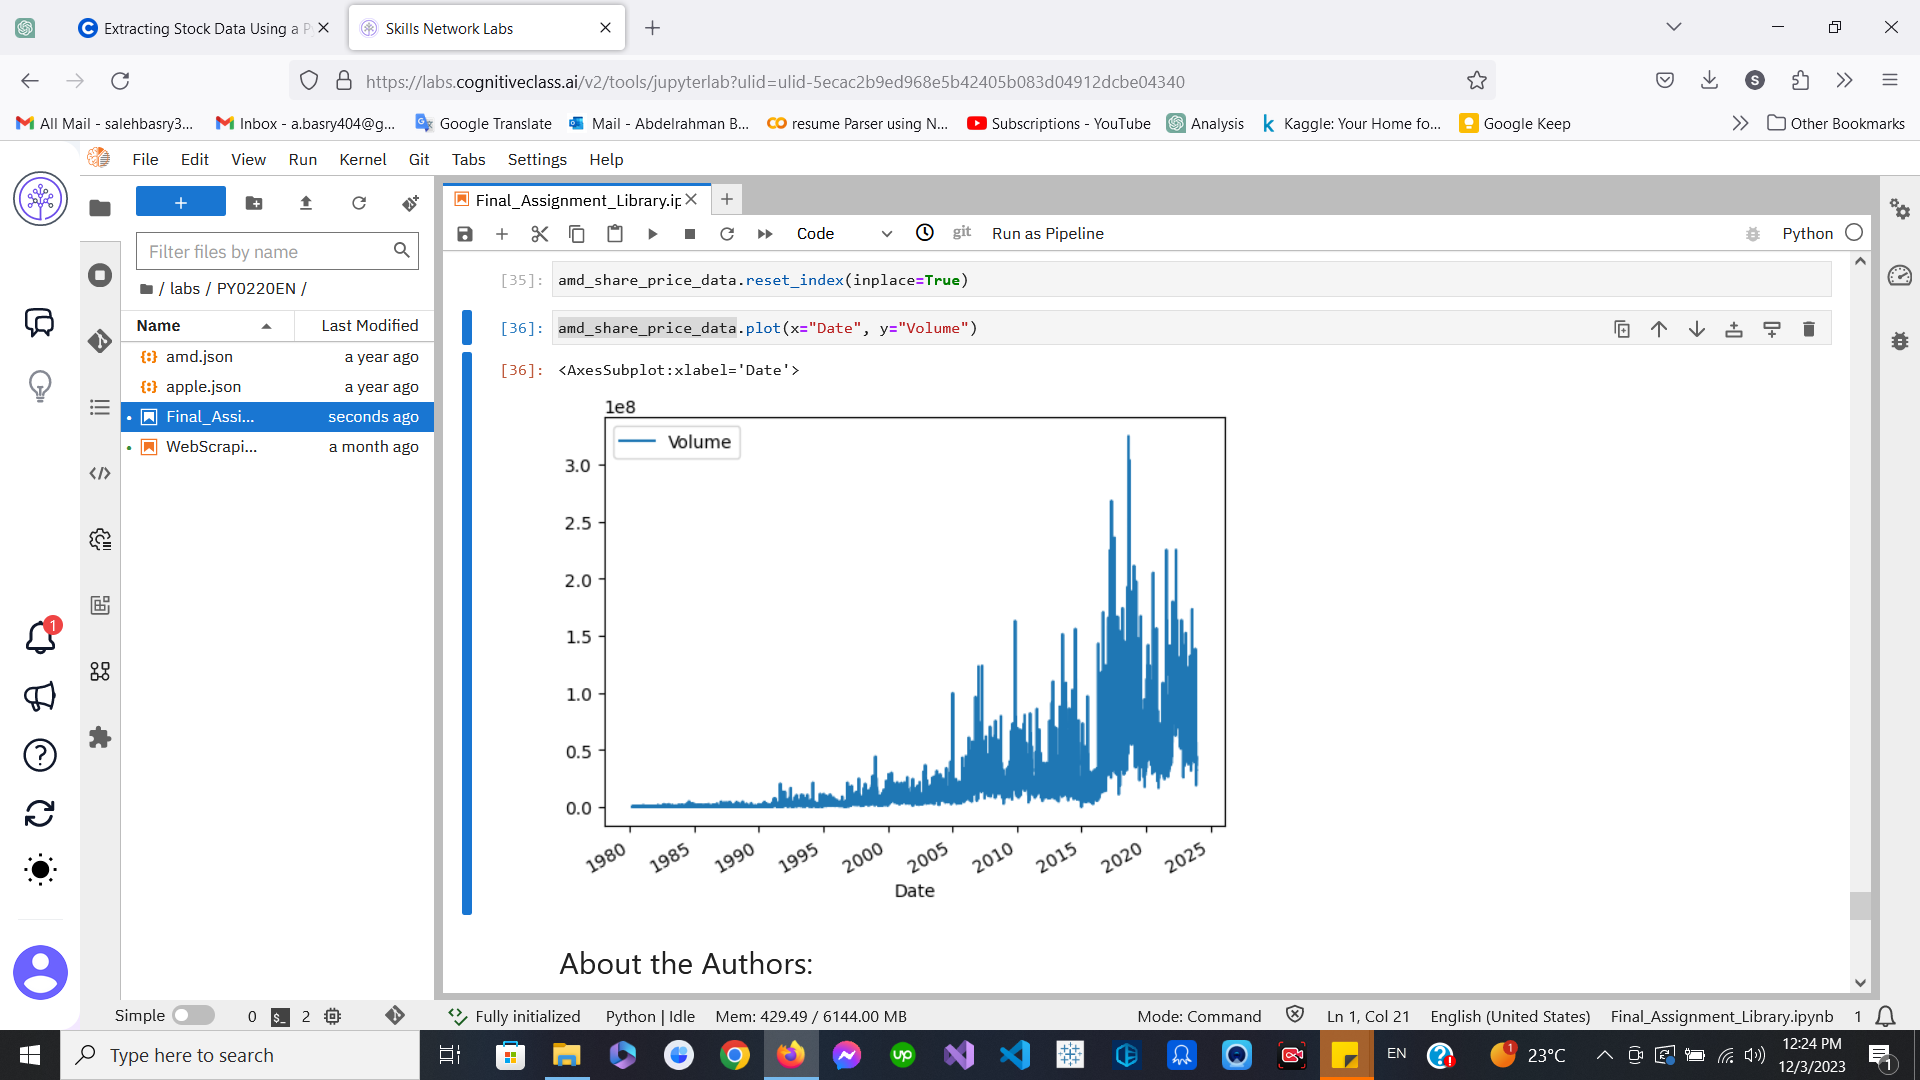 Extracting Stock Data Using a P
Skills Network Labs
https://labs.cognitiveclass.ai/v2/tools/jupyterlab?ulid=ulid-5ecac2b9ed968e5b42405b083d04912dcbe04340
S
All Mail - salehbasry3...
Inbox - a.basry404@g...
Google Translate
Mail - Abdelrahman B...
resume Parser using N...
Subscriptions - YouTube
Analysis
Kaggle: Your Home fo...
Google Keep
Other Bookmarks
File Edit View Run Kernel Git Tabs Settings Help
Final_Assignment_Library.ip
Code
git
Run as Pipeline
Python
Filter files by name
/ labs / PY0220EN /
Name Last Modified
amd.json a year ago
apple.json a year ago
Final_Assi... seconds ago
WebScrapi... a month ago
[35]: amd_share_price_data.reset_index(inplace=True)
[36]: amd_share_price_data.plot(x="Date", y="Volume")
[36]: <AxesSubplot:xlabel='Date'>
1e8
Volume
3.0
2.5
2.0
1.5
1.0
0.5
0.0
1980 1985 1990 1995 2000 2005 2010 2015 2020 2025
Date
About the Authors:
1
Simple 0 $_ 2 Fully initialized Python | Idle Mem: 429.49 / 6144.00 MB Mode: Command Ln 1, Col 21 English (United States) Final_Assignment_Library.ipynb 1
Type here to search
up
EN
1
23°C
12:24 PM
12/3/2023
1